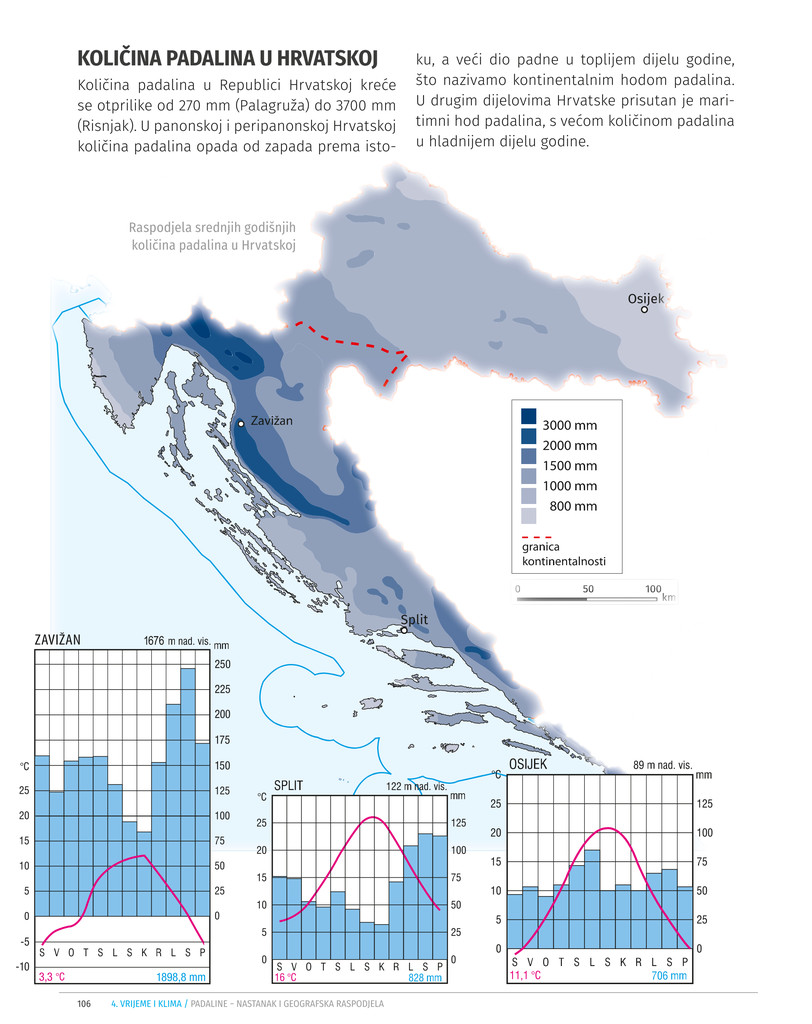 KOLIČINA PADALINA U HRVATSKOJ
Količina padalina u Republici Hrvatskoj kreće
se otprilike od 270 mm (Palagruža) do 3700 mm
(Risnjak). U panonskoj i peripanonskoj Hrvatskoj
količina padalina opada od zapada prema isto-
ku, a veći dio padne u toplijem dijelu godine,
što nazivamo kontinentalnim hodom padalina.
U drugim dijelovima Hrvatske prisutan je mari-
timni hod padalina, s većom količinom padalina
u hladnijem dijelu godine.
Raspodjela srednjih godišnjih
količina padalina u Hrvatskoj
Osijek
Zavižan
Split
3000 mm
2000 mm
1500 mm
1000 mm
800 mm
granica
kontinentalnosti
0 50 100
km
ZAVIŽAN 1676 m nad. vis. mm
250
225
200
175
150
125
100
75
50
25
0
°C
25
20
15
10
5
0
-5
-10
S V O T S L S K R L S P
3,3 °C 1898,8 mm
SPLIT 122 m nad. vis.
°C mm
25 125
20 100
15 75
10 50
5 25
0 0
S V O T S L S K R L S P
16 °C 828 mm
OSIJEK 89 m nad. vis.
°C mm
25 125
20 100
15 75
10 50
5 25
0 0
S V O T S L S K R L S P
11,1 °C 706 mm
106 4. VRIJEME I KLIMA / PADALINE – NASTANAK I GEOGRAFSKA RASPODJELA